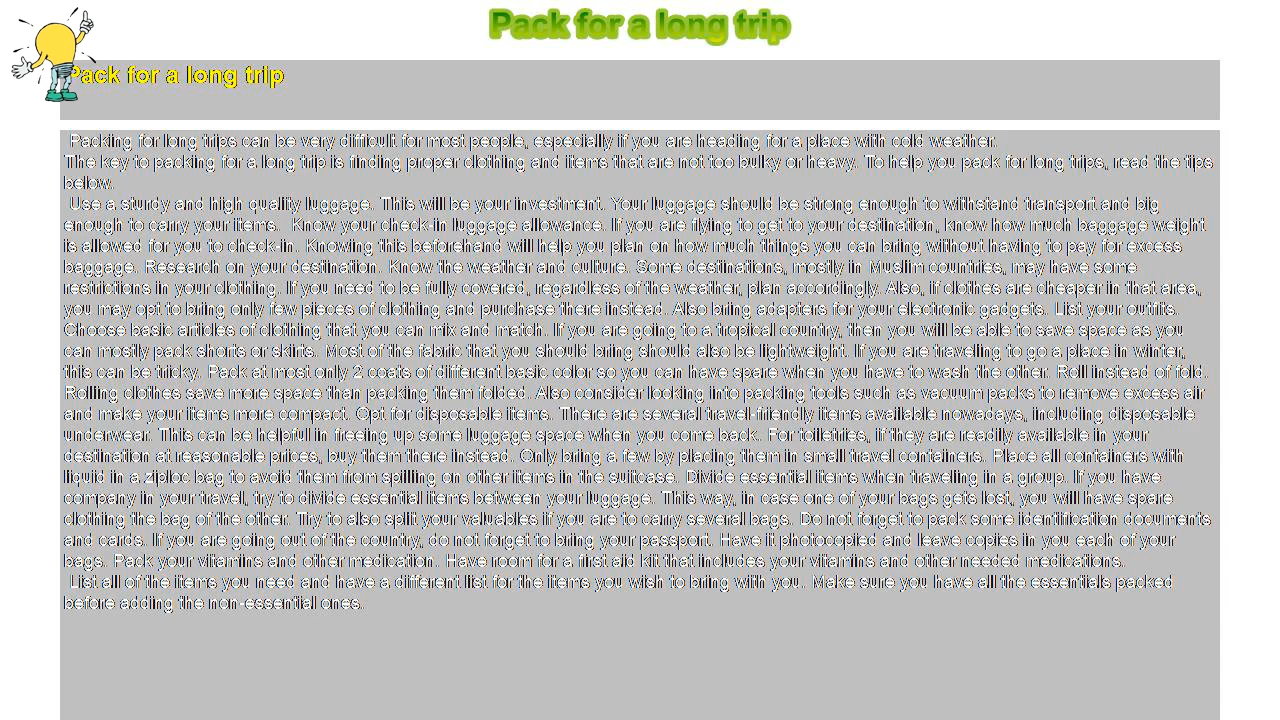 Pack for a long trip
Pack for a long trip
Packing for long trips can be very difficult for most people, especially if you are heading for a place with cold weather.
The key to packing for a long trip is finding proper clothing and items that are not too bulky or heavy. To help you pack for long trips, read the tips
below.
Use a sturdy and high quality luggage. This will be your investment. Your luggage should be strong enough to withstand transport and big
enough to carry your items. Know your check-in luggage allowance. If you are flying to get to your destination, know how much baggage weight
is allowed for you to check-in. Knowing this beforehand will help you plan on how much things you can bring without having to pay for excess
baggage. Research on your destination. Know the weather and culture. Some destinations, mostly in Muslim countries, may have some
restrictions in your clothing. If you need to be fully covered, regardless of the weather, plan accordingly. Also, if clothes are cheaper in that area,
you may opt to bring only few pieces of clothing and purchase there instead. Also bring adapters for your electronic gadgets. List your outfits.
Choose basic articles of clothing that you can mix and match. If you are going to a tropical country, then you will be able to save space as you
can mostly pack shorts or skirts. Most of the fabric that you should bring should also be lightweight. If you are traveling to go a place in winter,
this can be tricky. Pack at most only 2 coats of different basic color so you can have spare when you have to wash the other. Roll instead of fold.
Rolling clothes save more space than packing them folded. Also consider looking into packing tools such as vacuum packs to remove excess air
and make your items more compact. Opt for disposable items. There are several travel-friendly items available nowadays, including disposable
underwear. This can be helpful in freeing up some luggage space when you come back. For toiletries, if they are readily available in your
destination at reasonable prices, buy them there instead. Only bring a few by placing them in small travel containers. Place all containers with
liquid in a ziploc bag to avoid them from spilling on other items in the suitcase. Divide essential items when traveling in a group. If you have
company in your travel, try to divide essential items between your luggage. This way, in case one of your bags gets lost, you will have spare
clothing the bag of the other. Try to also split your valuables if you are to carry several bags. Do not forget to pack some identification documents
and cards. If you are going out of the country, do not forget to bring your passport. Have it photocopied and leave copies in you each of your
bags. Pack your vitamins and other medication. Have room for a first aid kit that includes your vitamins and other needed medications.
List all of the items you need and have a different list for the items you wish to bring with you. Make sure you have all the essentials packed
before adding the non-essential ones.